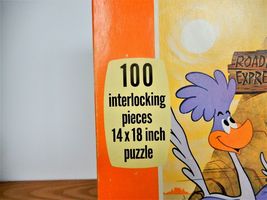 100
interlocking
pieces
14 x 18 inch
puzzle
ROAD
EXPRE